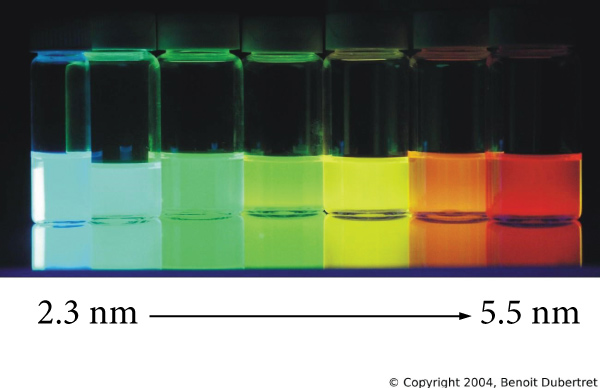 2.3 nm 5.5 nm
© Copyright 2004, Benoit Dubertret